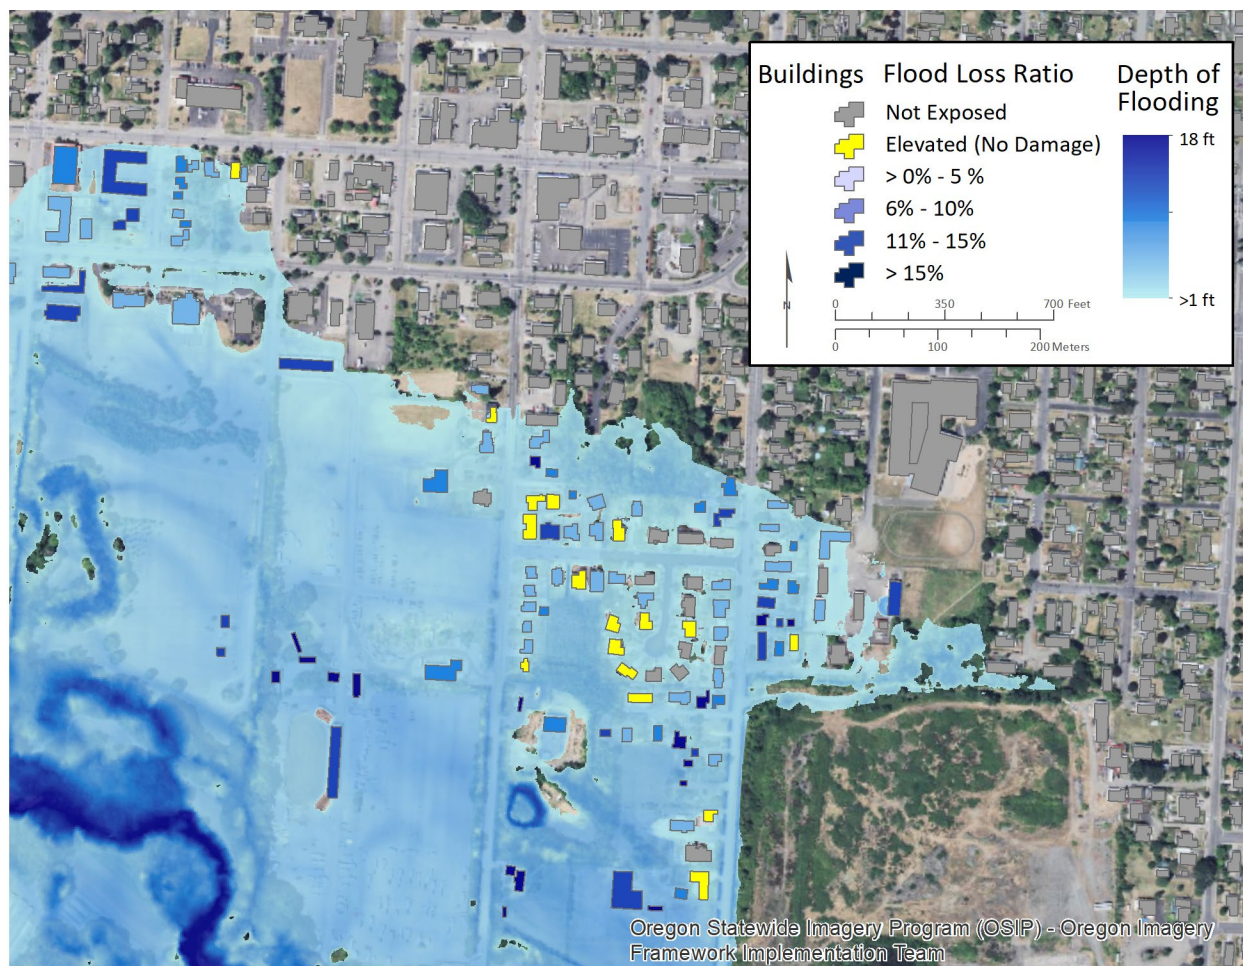 Buildings Flood Loss Ratio
Depth of
Flooding
Not Exposed
Elevated (No Damage)
> 0% - 5 %
6% - 10%
11% - 15%
> 15%
18 ft
>1 ft
N
0 350 700 Feet
0 100 200 Meters
Oregon Statewide Imagery Program (OSIP) - Oregon Imagery
Framework Implementation Team